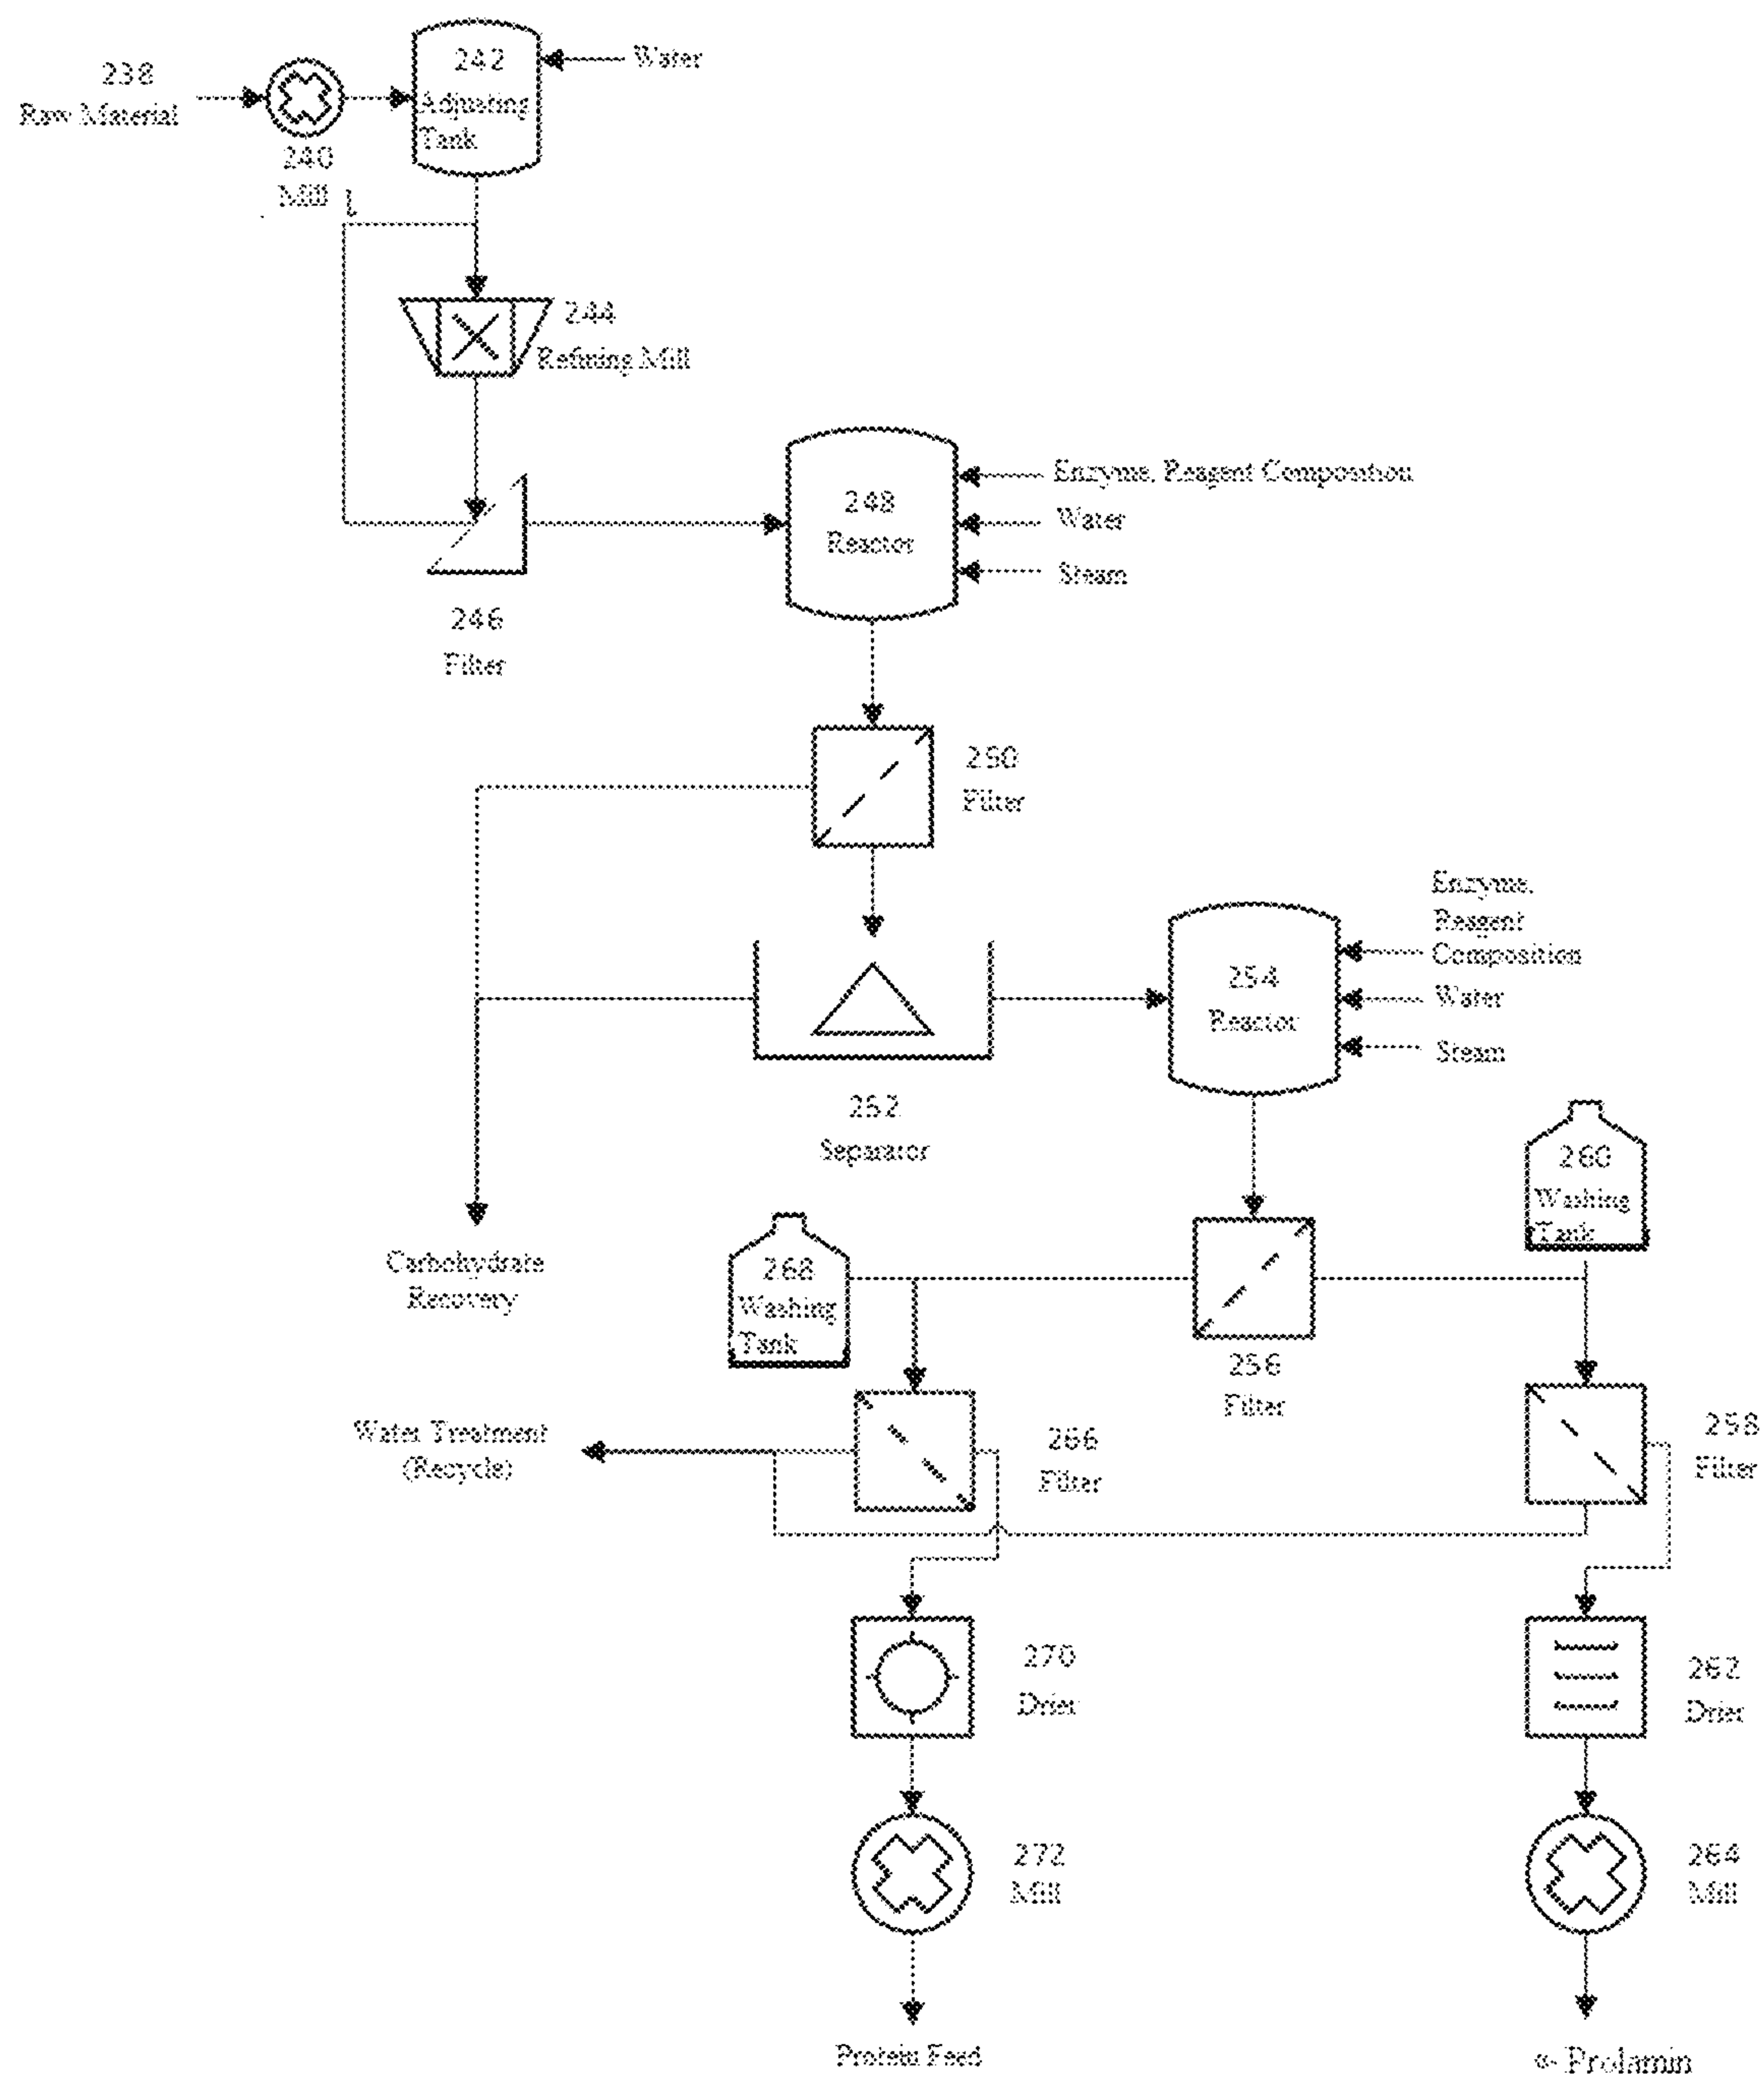 238
Raw Material
240
Mill
242
Adjusting
Tank
Water
244
Refining Mill
246
Filter
248
Reactor
Enzyme, Reagent Composition
Water
Steam
250
Filter
252
Separator
254
Reactor
Enzyme,
Reagent
Composition
Water
Steam
Carbohydrate
Recovery
268
Washing
Tank
256
Filter
260
Washing
Tank
Water Treatment
(Recycle)
266
Filter
258
Filter
270
Drier
262
Drier
272
Mill
264
Mill
Protein Feed
α- Prolamin